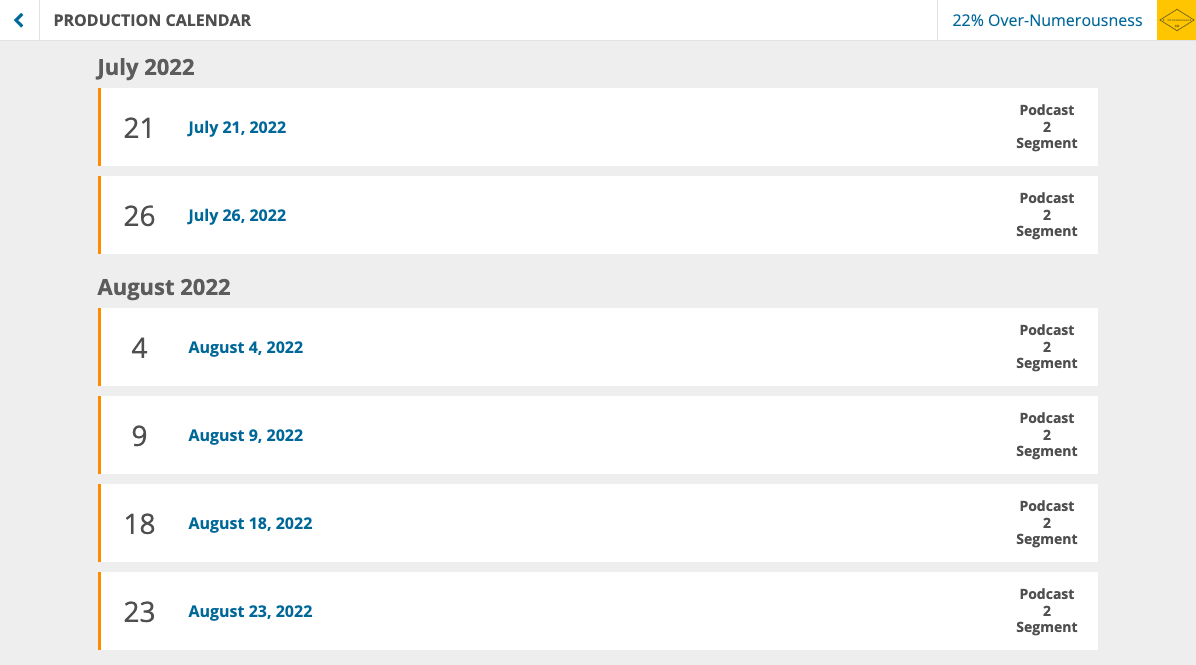 PRODUCTION CALENDAR
22% Over-Numerousness
July 2022
21
July 21, 2022
Podcast
2
Segment
26
July 26, 2022
Podcast
2
Segment
August 2022
4
August 4, 2022
Podcast
2
Segment
9
August 9, 2022
Podcast
2
Segment
18
August 18, 2022
Podcast
2
Segment
23
August 23, 2022
Podcast
2
Segment